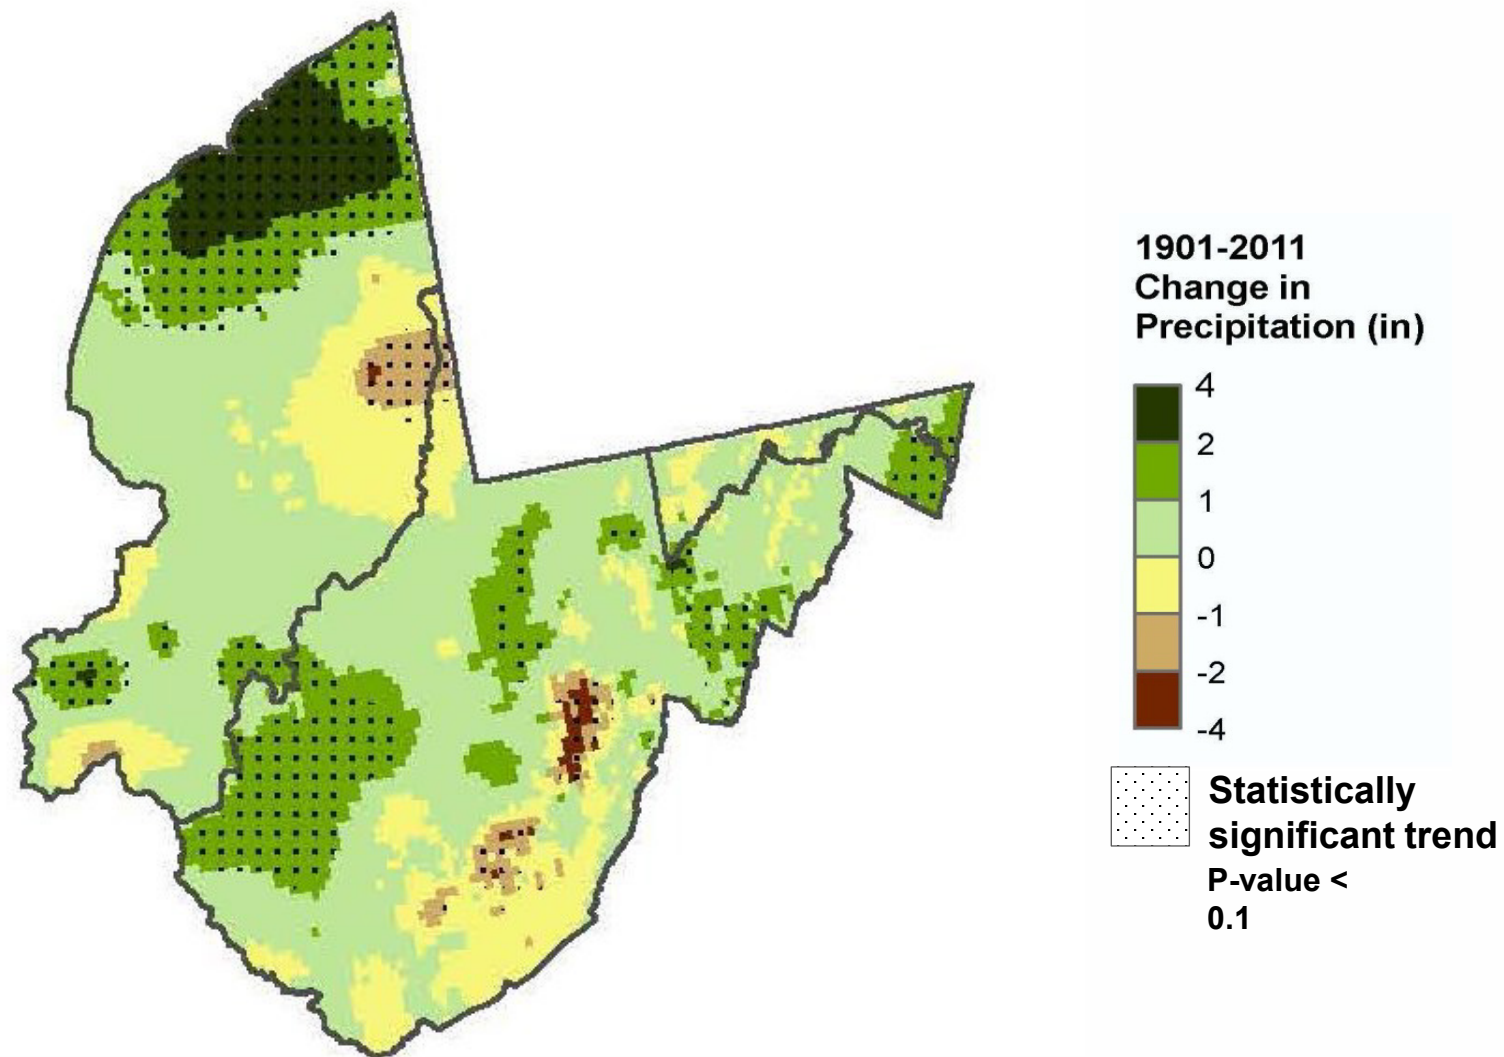 1901-2011
Change in
Precipitation (in)
4
2
1
0
-1
-2
-4
Statistically
significant trend
P-value <
0.1